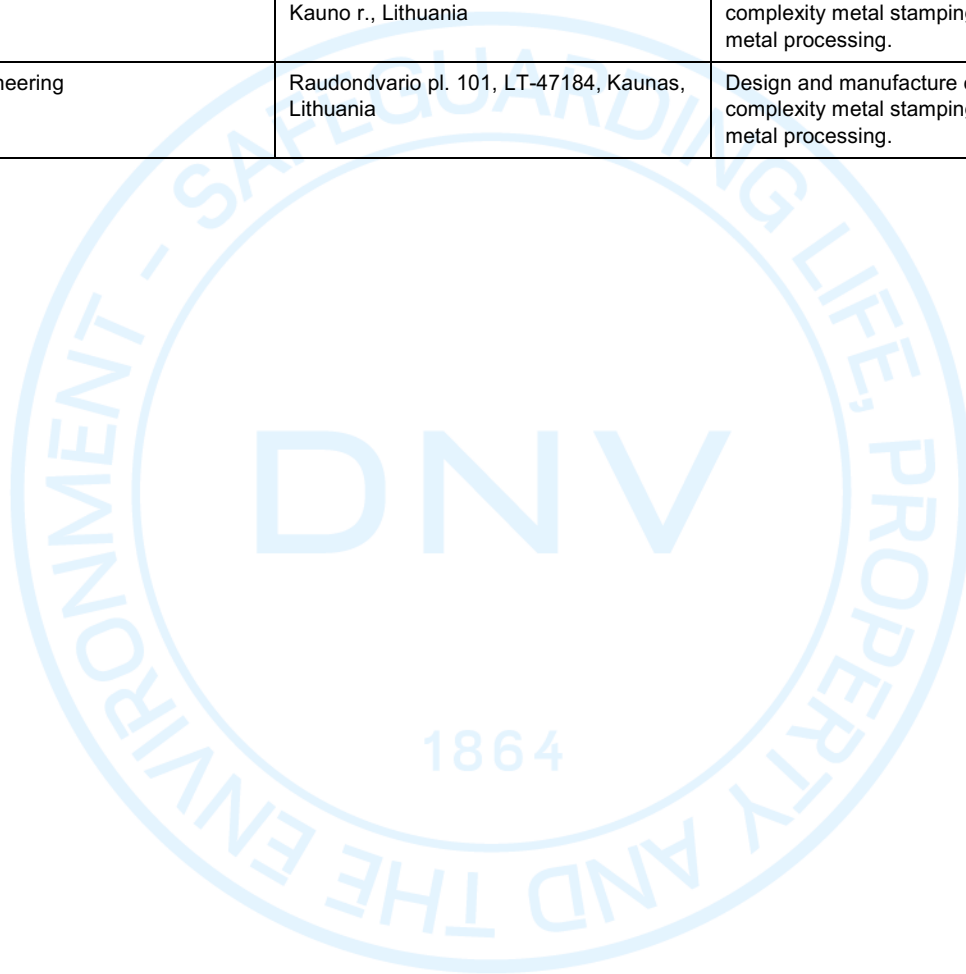 Kauno r., Lithuania
complexity metal stamping
metal processing.
neering
Raudondvario pl. 101, LT-47184, Kaunas,
Lithuania
Design and manufacture
complexity metal stamping
metal processing.
SAFEGUARDING LIFE, PROPERTY AND THE ENVIRONMENT -
DNV
1864